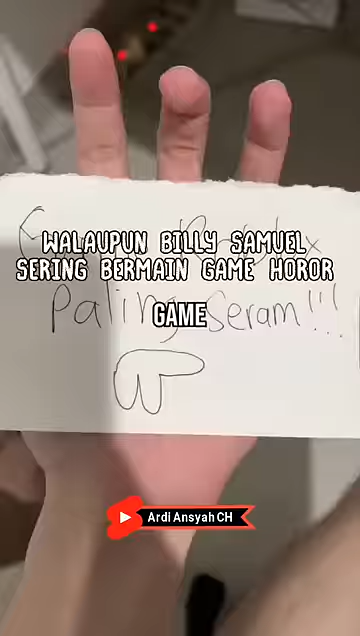 WALAUPUN BILLY SAMUEL
SERING BERMAIN GAME HOROR
Paling Seram!!!
GAME
Ardi Ansyah CH